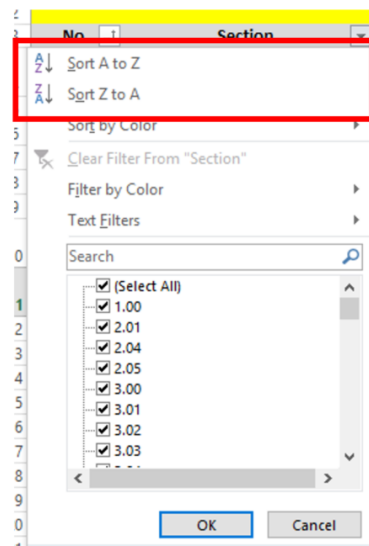 No. Section
Sort A to Z
Sort Z to A
Sort by Color
Clear Filter From "Section"
Filter by Color
Text Filters
Search
(Select All)
1.00
2.01
2.04
2.05
3.00
3.01
3.02
3.03
OK Cancel